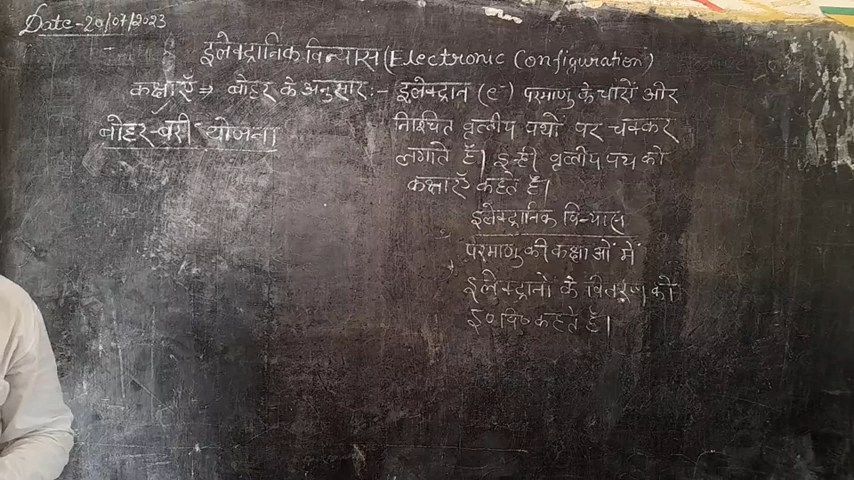 Date-20/07/2023
इलेक्ट्रानिक विन्यास (Electronic Configuration)
कक्षाएँ ⇒ बोहर के अनुसार:- इलेक्ट्रान (e⁻) परमाणु के चारों ओर
निश्चित वृत्तीय पथों पर चक्कर
लगाते हैं। इन्ही वृत्तीय पथ को
कक्षाएँ कहते हैं।
बोहर-बरी योजना
इलेक्ट्रानिक विन्यास
परमाणु की कक्षाओं में
इलेक्ट्रानों के वितरण को
इ० वि० कहते हैं।